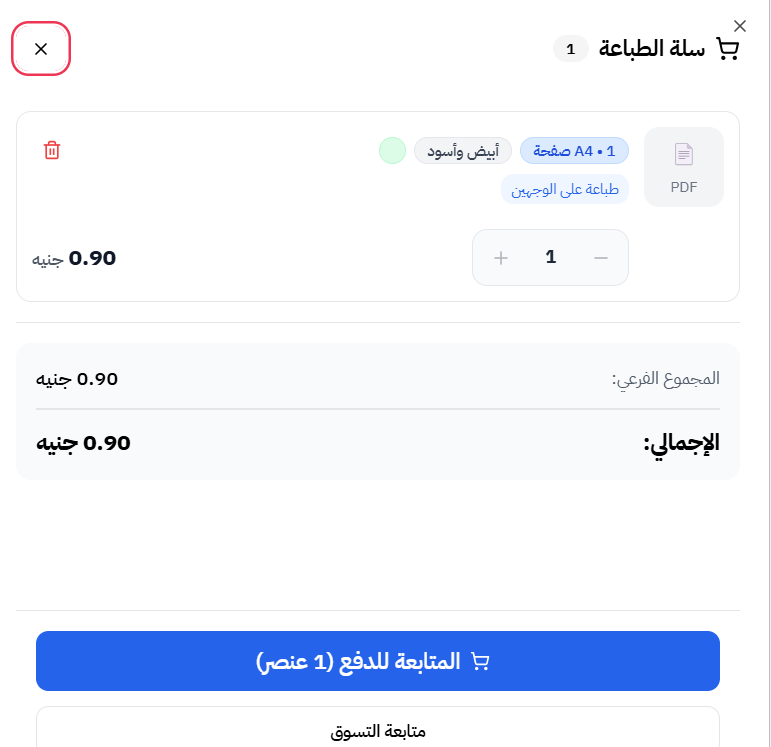 سلة الطباعة 1
A4 • 1 صفحة أبيض وأسود
PDF
طباعة على الوجهين
1
0.90 جنيه
المجموع الفرعي: 0.90 جنيه
الإجمالي: 0.90 جنيه
المتابعة للدفع (1 عنصر)
متابعة التسوق